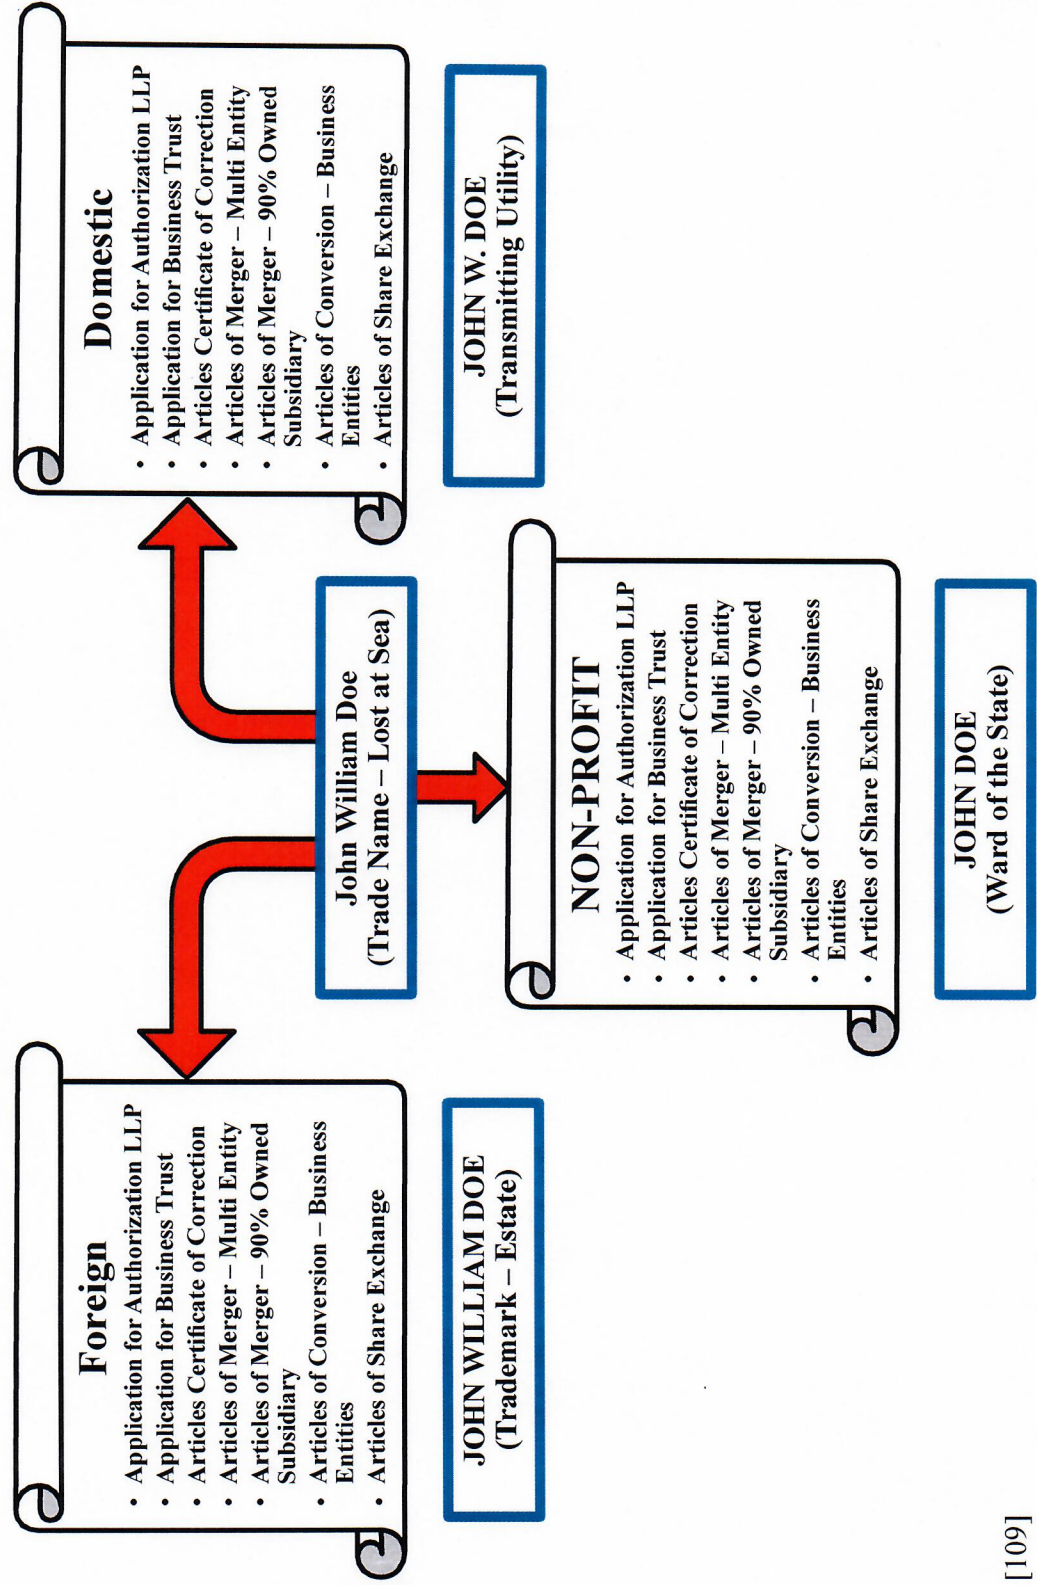 Foreign
• Application for Authorization LLP
• Application for Business Trust
• Articles Certificate of Correction
• Articles of Merger – Multi Entity
• Articles of Merger – 90% Owned
Subsidiary
• Articles of Conversion – Business
Entities
• Articles of Share Exchange
JOHN WILLIAM DOE
(Trademark – Estate)
John William Doe
(Trade Name – Lost at Sea)
NON-PROFIT
• Application for Authorization LLP
• Application for Business Trust
• Articles Certificate of Correction
• Articles of Merger – Multi Entity
• Articles of Merger – 90% Owned
Subsidiary
• Articles of Conversion – Business
Entities
• Articles of Share Exchange
JOHN DOE
(Ward of the State)
Domestic
• Application for Authorization LLP
• Application for Business Trust
• Articles Certificate of Correction
• Articles of Merger – Multi Entity
• Articles of Merger – 90% Owned
Subsidiary
• Articles of Conversion – Business
Entities
• Articles of Share Exchange
JOHN W. DOE
(Transmitting Utility)
[109]